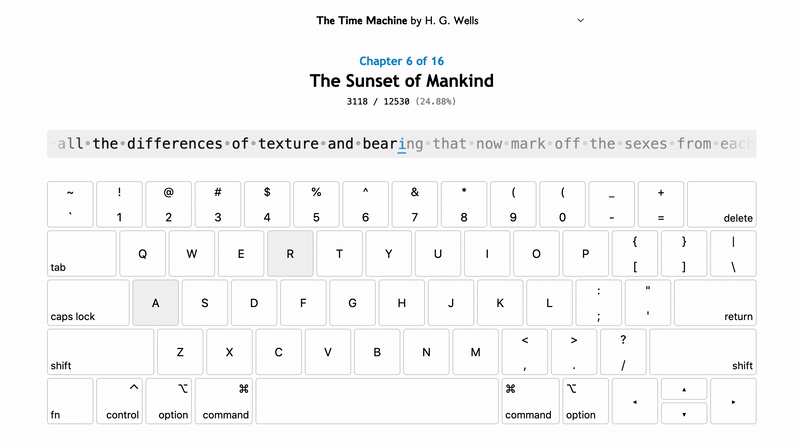 The Time Machine by H. G. Wells
Chapter 6 of 16
The Sunset of Mankind
3118 / 12530 (24.88%)
all•the•differences•of•texture•and•bearing•that•now•mark•off•the•sexes•from•each
~ ! @ # $ % ^ & * ( ( _ +
` 1 2 3 4 5 6 7 8 9 0 - = delete
tab Q W E R T Y U I O P { [ } ] | \
caps lock A S D F G H J K L : ; " ' return
shift Z X C V B N M < , > . ? / shift
fn ^ control ⌥ option ⌘ command ⌘ command ⌥ option ◂ ▴ ▾ ▸